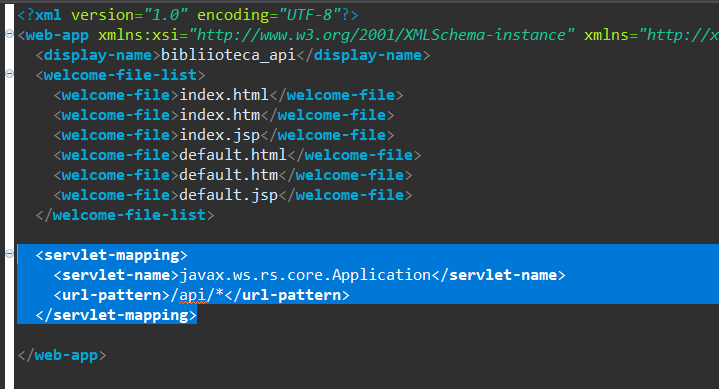 <?xml version="1.0" encoding="UTF-8"?>
<web-app xmlns:xsi="http://www.w3.org/2001/XMLSchema-instance" xmlns="http://x
<display-name>bibliioteca_api</display-name>
<welcome-file-list>
<welcome-file>index.html</welcome-file>
<welcome-file>index.htm</welcome-file>
<welcome-file>index.jsp</welcome-file>
<welcome-file>default.html</welcome-file>
<welcome-file>default.htm</welcome-file>
<welcome-file>default.jsp</welcome-file>
</welcome-file-list>
<servlet-mapping>
<servlet-name>javax.ws.rs.core.Application</servlet-name>
<url-pattern>/api/*</url-pattern>
</servlet-mapping>
</web-app>